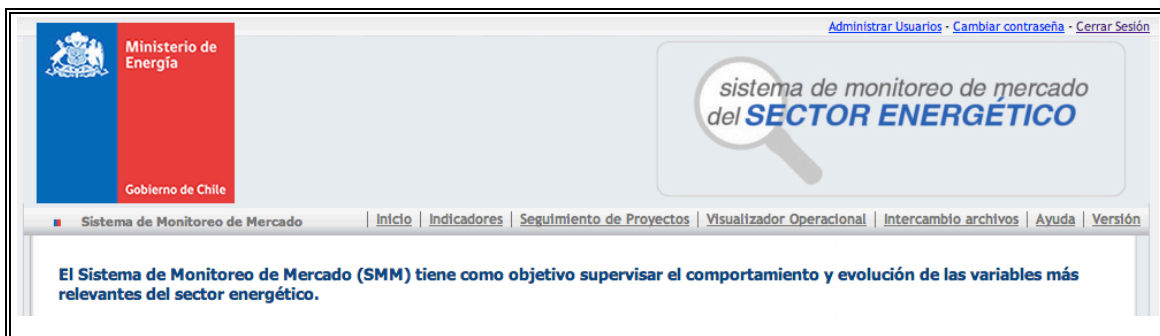 Administrar Usuarios - Cambiar contraseña - Cerrar Sesión
Ministerio de
Energía
sistema de monitoreo de mercado
del SECTOR ENERGÉTICO
Gobierno de Chile
Sistema de Monitoreo de Mercado | Inicio | Indicadores | Seguimiento de Proyectos | Visualizador Operacional | Intercambio archivos | Ayuda | Versión
El Sistema de Monitoreo de Mercado (SMM) tiene como objetivo supervisar el comportamiento y evolución de las variables más
relevantes del sector energético.